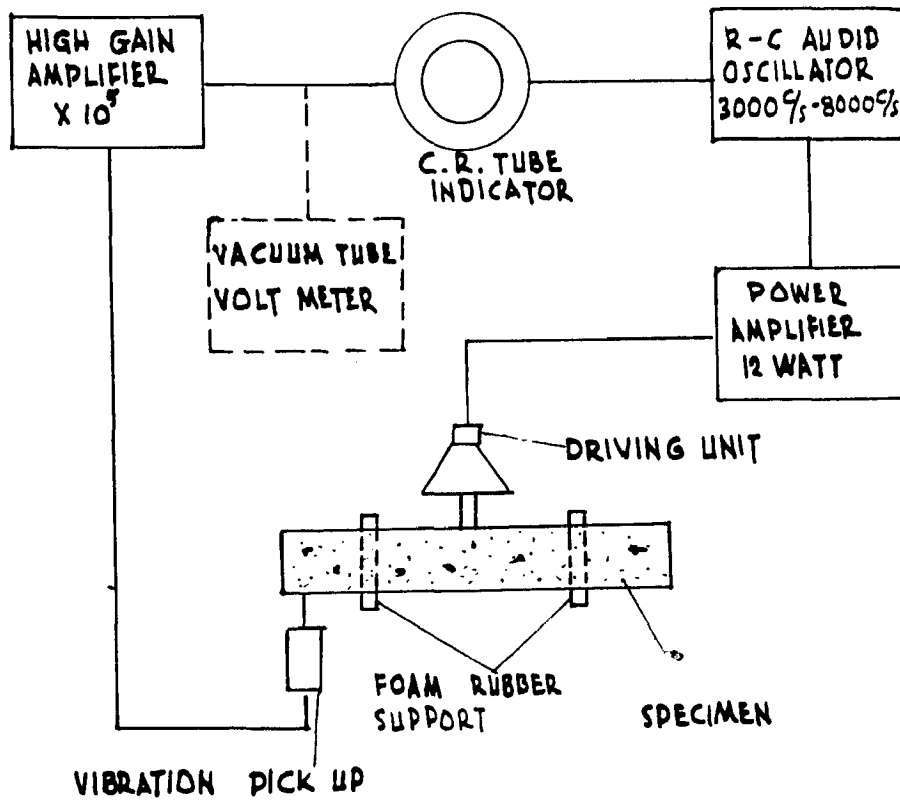 HIGH GAIN
AMPLIFIER
X 10⁵
C.R. TUBE
INDICATOR
R-C AUDIO
OSCILLATOR
3000 C/S - 8000 C/S
VACUUM TUBE
VOLT METER
POWER
AMPLIFIER
12 WATT
DRIVING UNIT
FOAM RUBBER
SUPPORT
SPECIMEN
VIBRATION PICK UP